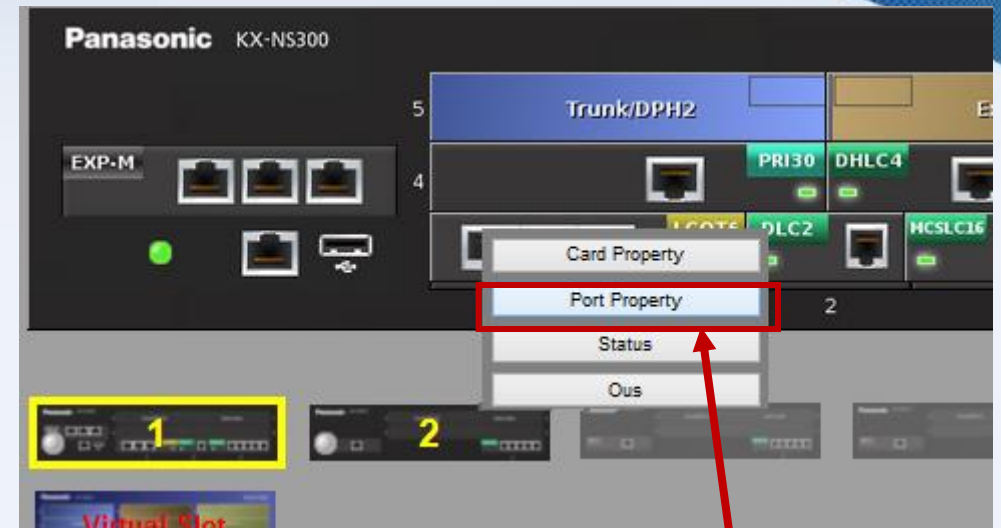 Panasonic KX-NS300
5
Trunk/DPH2
EXP-M
4
PRI30
DHLC4
LCOT6
DLC2
MCSLC16
Card Property
Port Property
2
Status
Ous
1
2
Virtual Slot